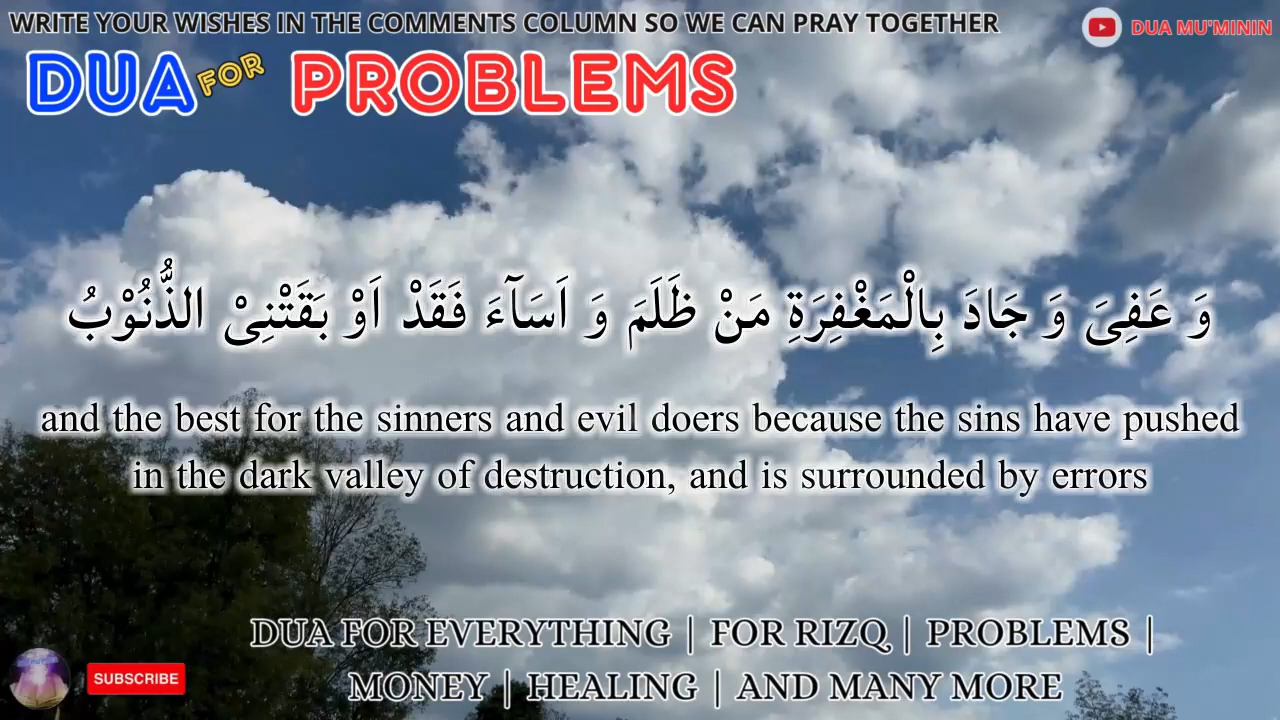 WRITE YOUR WISHES IN THE COMMENTS COLUMN SO WE CAN PRAY TOGETHER
DUA MU'MININ
DUA FOR PROBLEMS
وَ عَفِىَ وَ جَادَ بِالْمَغْفِرَةِ مَنْ ظَلَمَ وَ اَسَآءَ فَقَدْ اَوْ بَقَتْنِىْ الذُّنُوْبُ
and the best for the sinners and evil doers because the sins have pushed
in the dark valley of destruction, and is surrounded by errors
DUA FOR EVERYTHING | FOR RIZQ | PROBLEMS |
MONEY | HEALING | AND MANY MORE
SUBSCRIBE